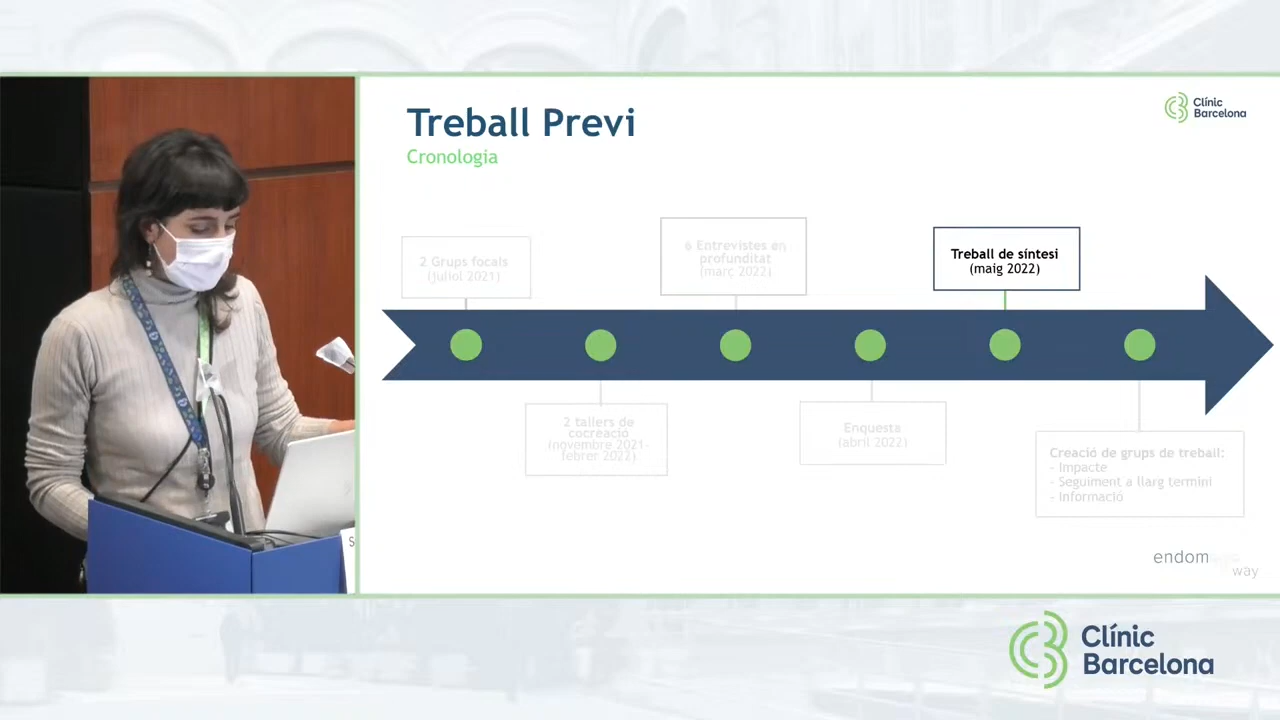 Treball Previ
Cronologia
Clínic
Barcelona
2 Grups focals
(juliol 2021)
6 Entrevistes en
profunditat
(març 2022)
Treball de síntesi
(maig 2022)
2 tallers de
cocreació
(novembre 2021-
febrer 2022)
Enquesta
(abril 2022)
Creació de grups de treball:
- Impacte
- Seguiment a llarg termini
- Informació
endom
way
S
Clínic
Barcelona